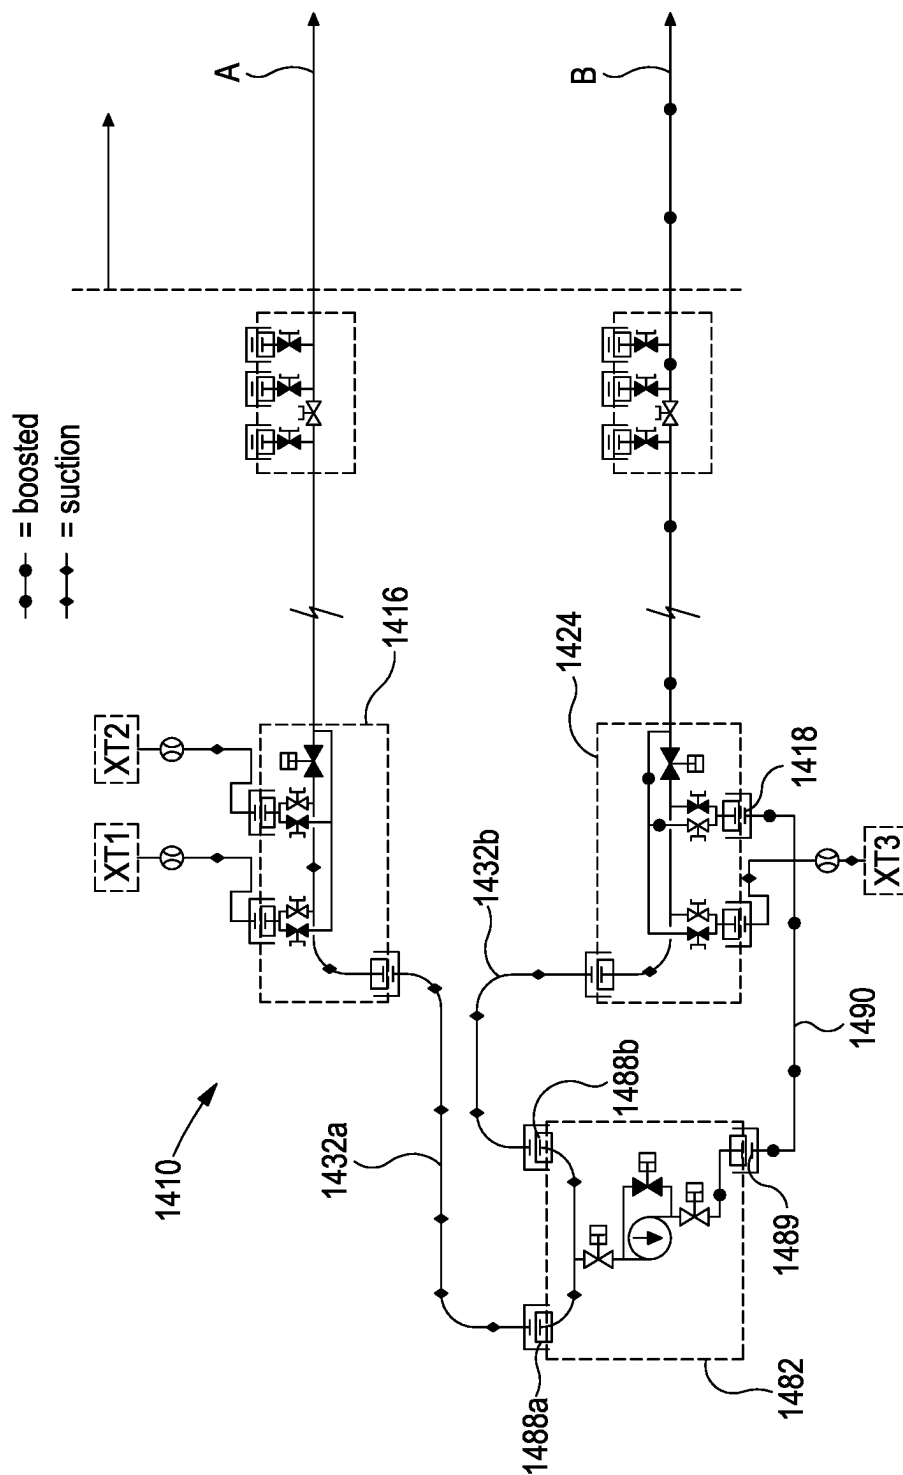 = boosted
= suction
A
B
XT2
XT1
1416
1424
1418
XT3
1432b
1490
1410
1432a
1488b
1489
1488a
1482